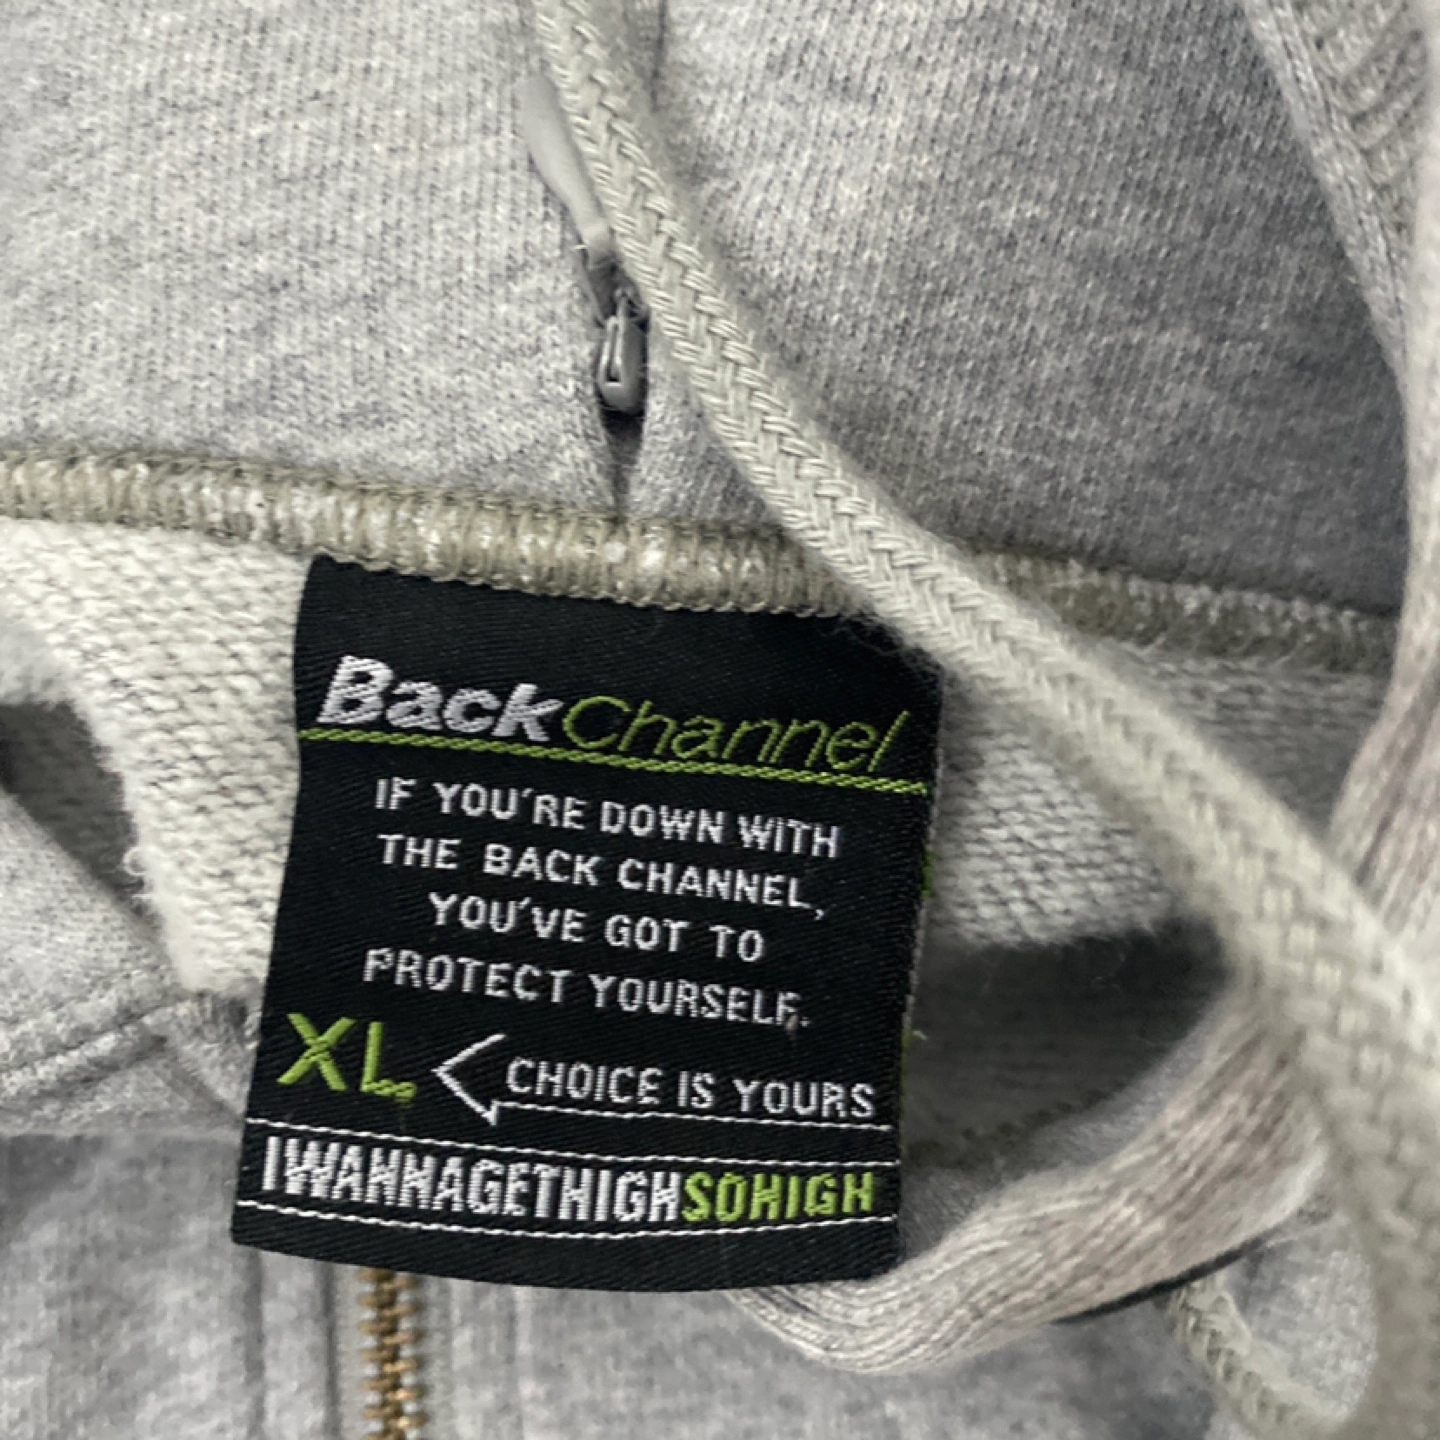 BackChannel
IF YOU'RE DOWN WITH
THE BACK CHANNEL,
YOU'VE GOT TO
PROTECT YOURSELF.
XL CHOICE IS YOURS
IWANNAGETHIGHSOHIGH